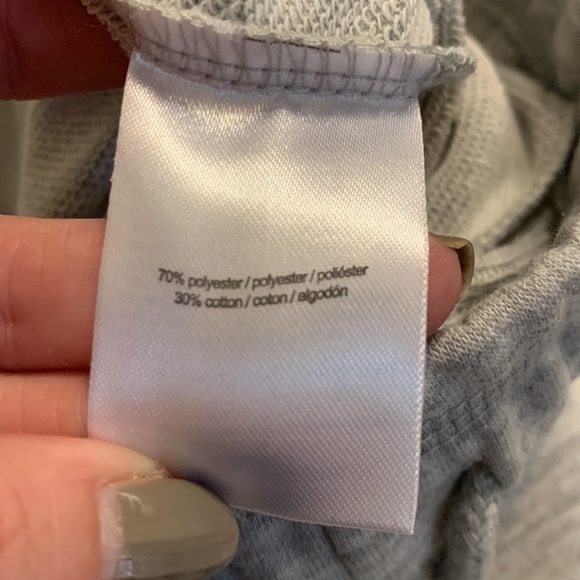 70% polyester / polyester / poliéster
30% cotton / coton / algodón